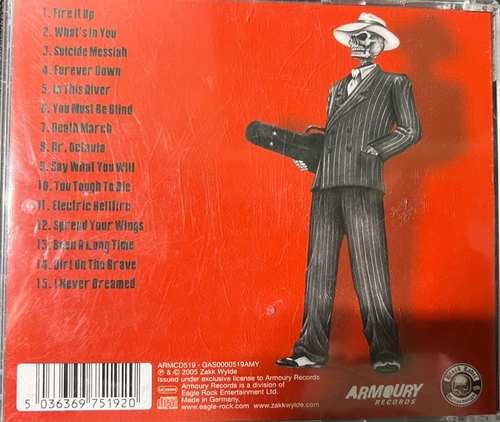 1. Fire It Up
2. What's In You
3. Suicide Messiah
4. Forever Down
5. In This River
6. You Must Be Blind
7. Death March
8. Dr. Octavia
9. Say What You Will
10. Too Tough To Die
11. Electric Hellfire
12. Spread Your Wings
13. Been A Long Time
14. Dirt On The Grave
15. I Never Dreamed
ARMCD519 - GAS0000519AMY
℗ & © 2005 Zakk Wylde
Issued under exclusive license to Armoury Records
Armoury Records is a division of
Eagle Rock Entertainment Ltd.
Made in Germany.
www.eagle-rock.com www.zakkwylde.com
5 036369 751920
ARMOURY
RECORDS